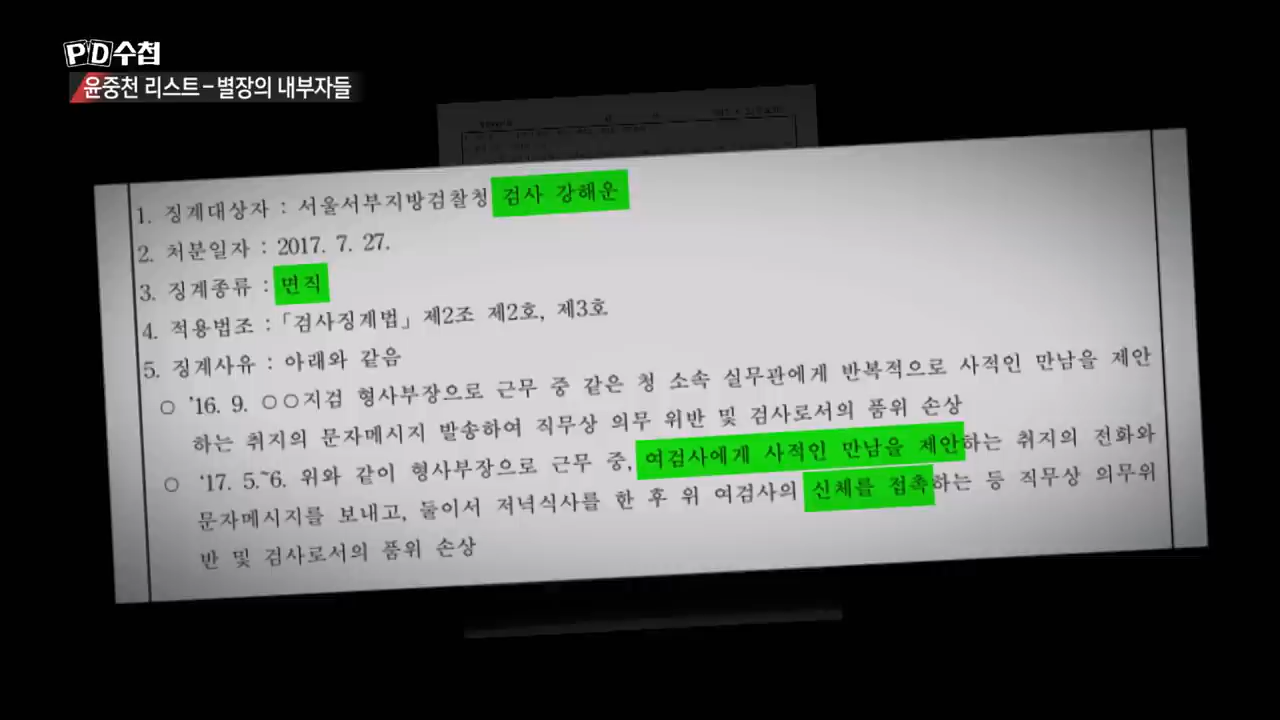 PD수첩
윤중천 리스트-별장의 내부자들
1. 징계대상자 : 서울서부지방검찰청 검사 강해운
2. 처분일자 : 2017. 7. 27.
3. 징계종류 : 면직
4. 적용법조 :「검사징계법」제2조 제2호, 제3호
5. 징계사유 : 아래와 같음
○ '16. 9. ○○지검 형사부장으로 근무 중 같은 청 소속 실무관에게 반복적으로 사적인 만남을 제안
하는 취지의 문자메시지 발송하여 직무상 의무 위반 및 검사로서의 품위 손상
○ '17. 5.~6. 위와 같이 형사부장으로 근무 중, 여검사에게 사적인 만남을 제안하는 취지의 전화와
문자메시지를 보내고, 둘이서 저녁식사를 한 후 위 여검사의 신체를 접촉하는 등 직무상 의무위
반 및 검사로서의 품위 손상